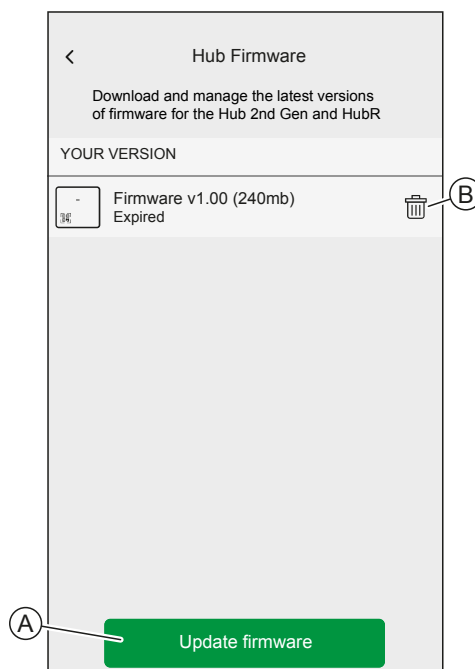 Hub Firmware
Download and manage the latest versions
of firmware for the Hub 2nd Gen and HubR
YOUR VERSION
Firmware v1.00 (240mb)
Expired
B
A
Update firmware